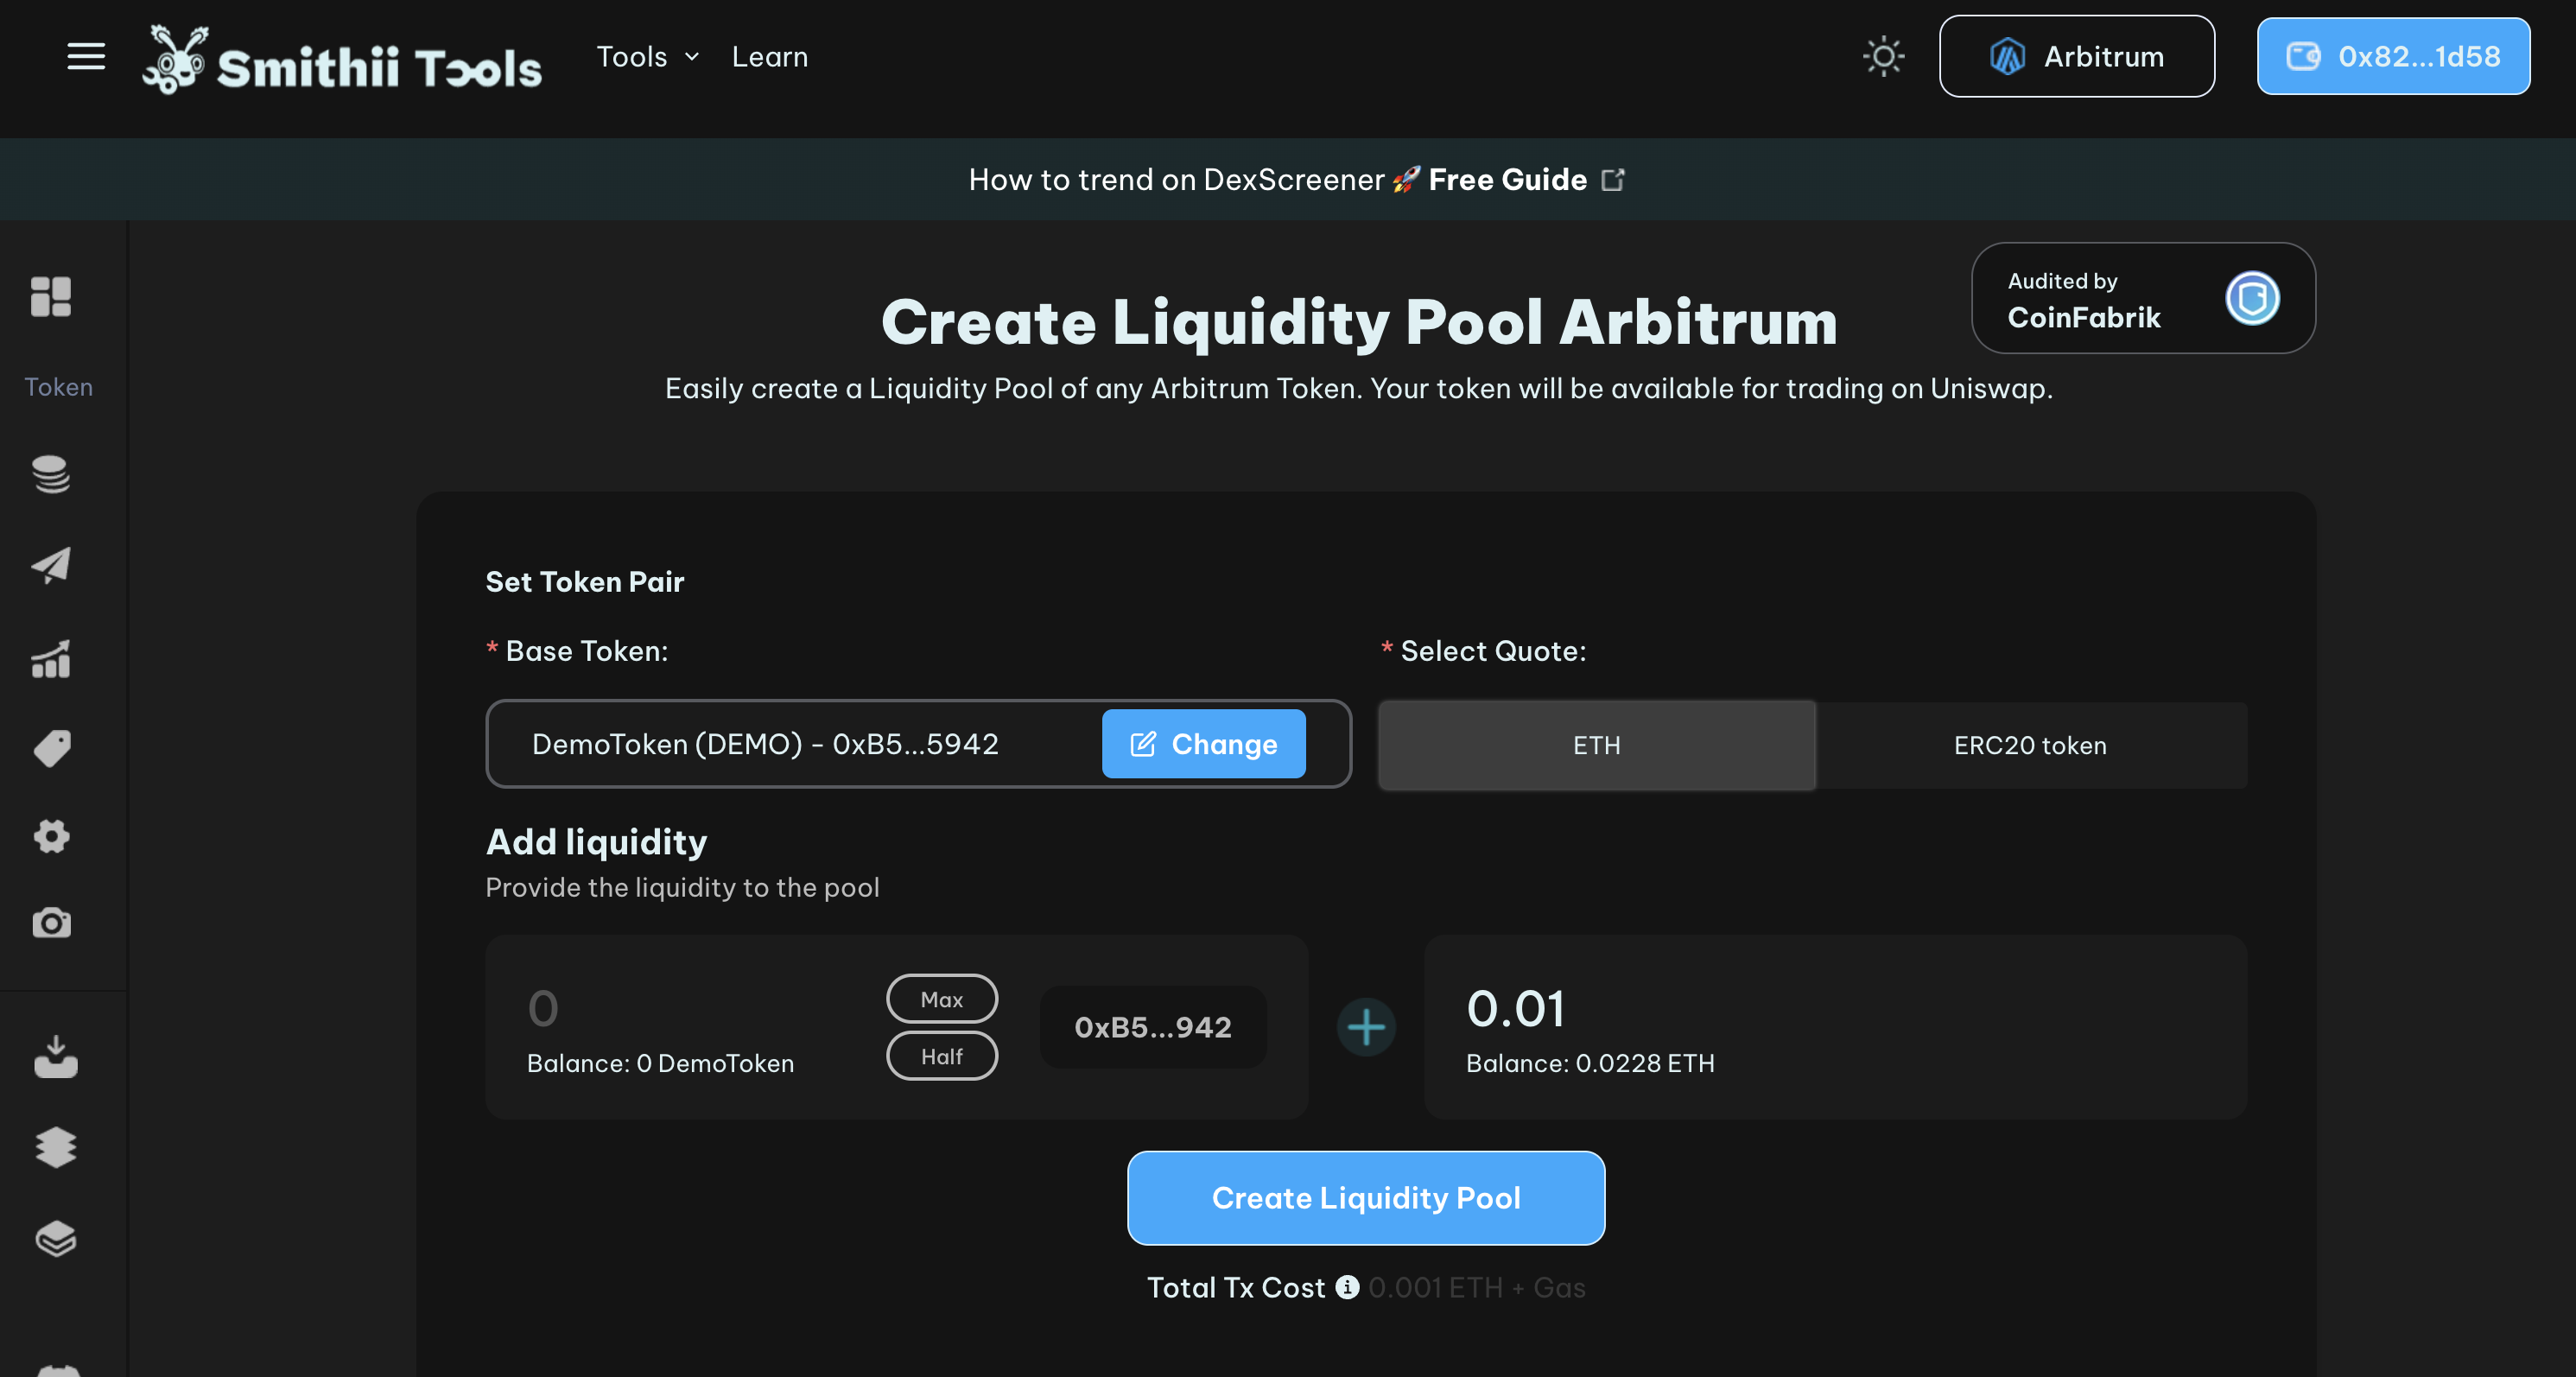 Smithii Tools
Tools
Learn
Arbitrum
0x82...1d58
How to trend on DexScreener 🚀 Free Guide
Audited by
CoinFabrik
Create Liquidity Pool Arbitrum
Easily create a Liquidity Pool of any Arbitrum Token. Your token will be available for trading on Uniswap.
Token
Set Token Pair
* Base Token:
* Select Quote:
DemoToken (DEMO) - 0xB5...5942
Change
ETH
ERC20 token
Add liquidity
Provide the liquidity to the pool
0
Balance: 0 DemoToken
Max
Half
0xB5...942
0.01
Balance: 0.0228 ETH
Create Liquidity Pool
Total Tx Cost 0.001 ETH + Gas